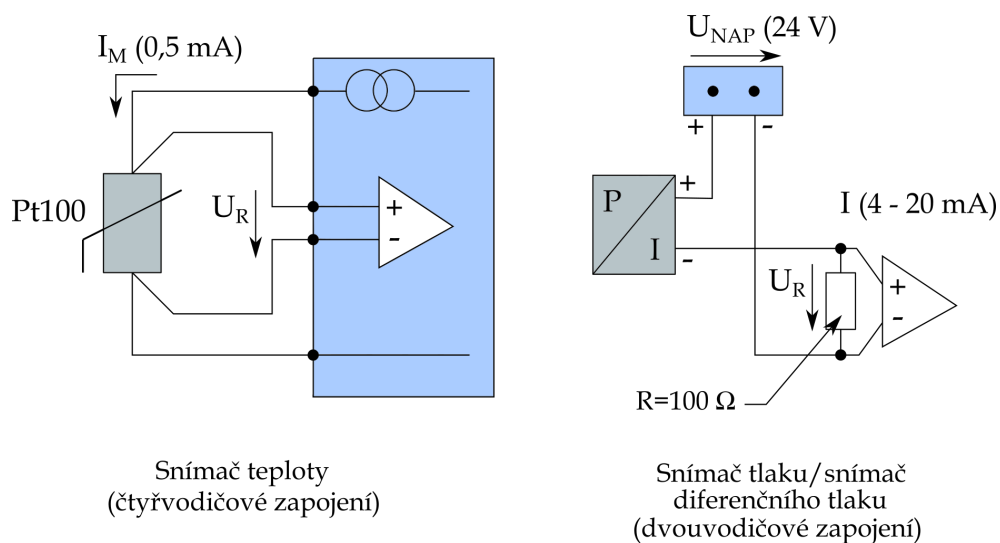 I_M (0,5 mA)
Pt100
U_R
+
-
Snímač teploty
(čtyřvodičové zapojení)
U_NAP (24 V)
+
-
P
I
+
-
I (4 - 20 mA)
U_R
+
-
R=100 Ω
Snímač tlaku/snímač
diferenčního tlaku
(dvouvodičové zapojení)